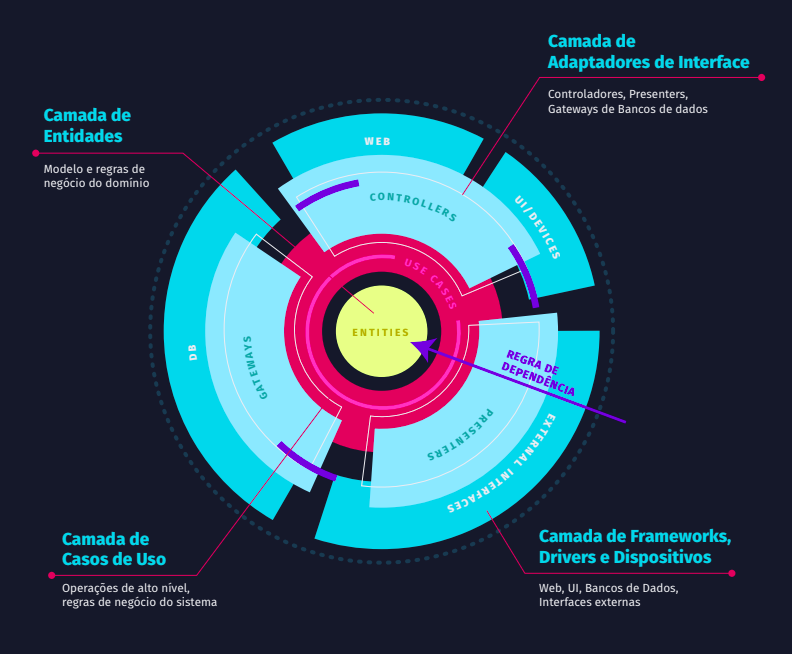 Camada de
Adaptadores de Interface
Controladores, Presenters,
Gateways de Bancos de dados
Camada de
Entidades
Modelo e regras de
negócio do domínio
WEB
UI/DEVICES
CONTROLLERS
USE CASES
ENTITIES
DB
GATEWAYS
REGRA DE
DEPENDÊNCIA
PRESENTERS
EXTERNAL INTERFACES
Camada de
Casos de Uso
Operações de alto nível,
regras de negócio do sistema
Camada de Frameworks,
Drivers e Dispositivos
Web, UI, Bancos de Dados,
Interfaces externas